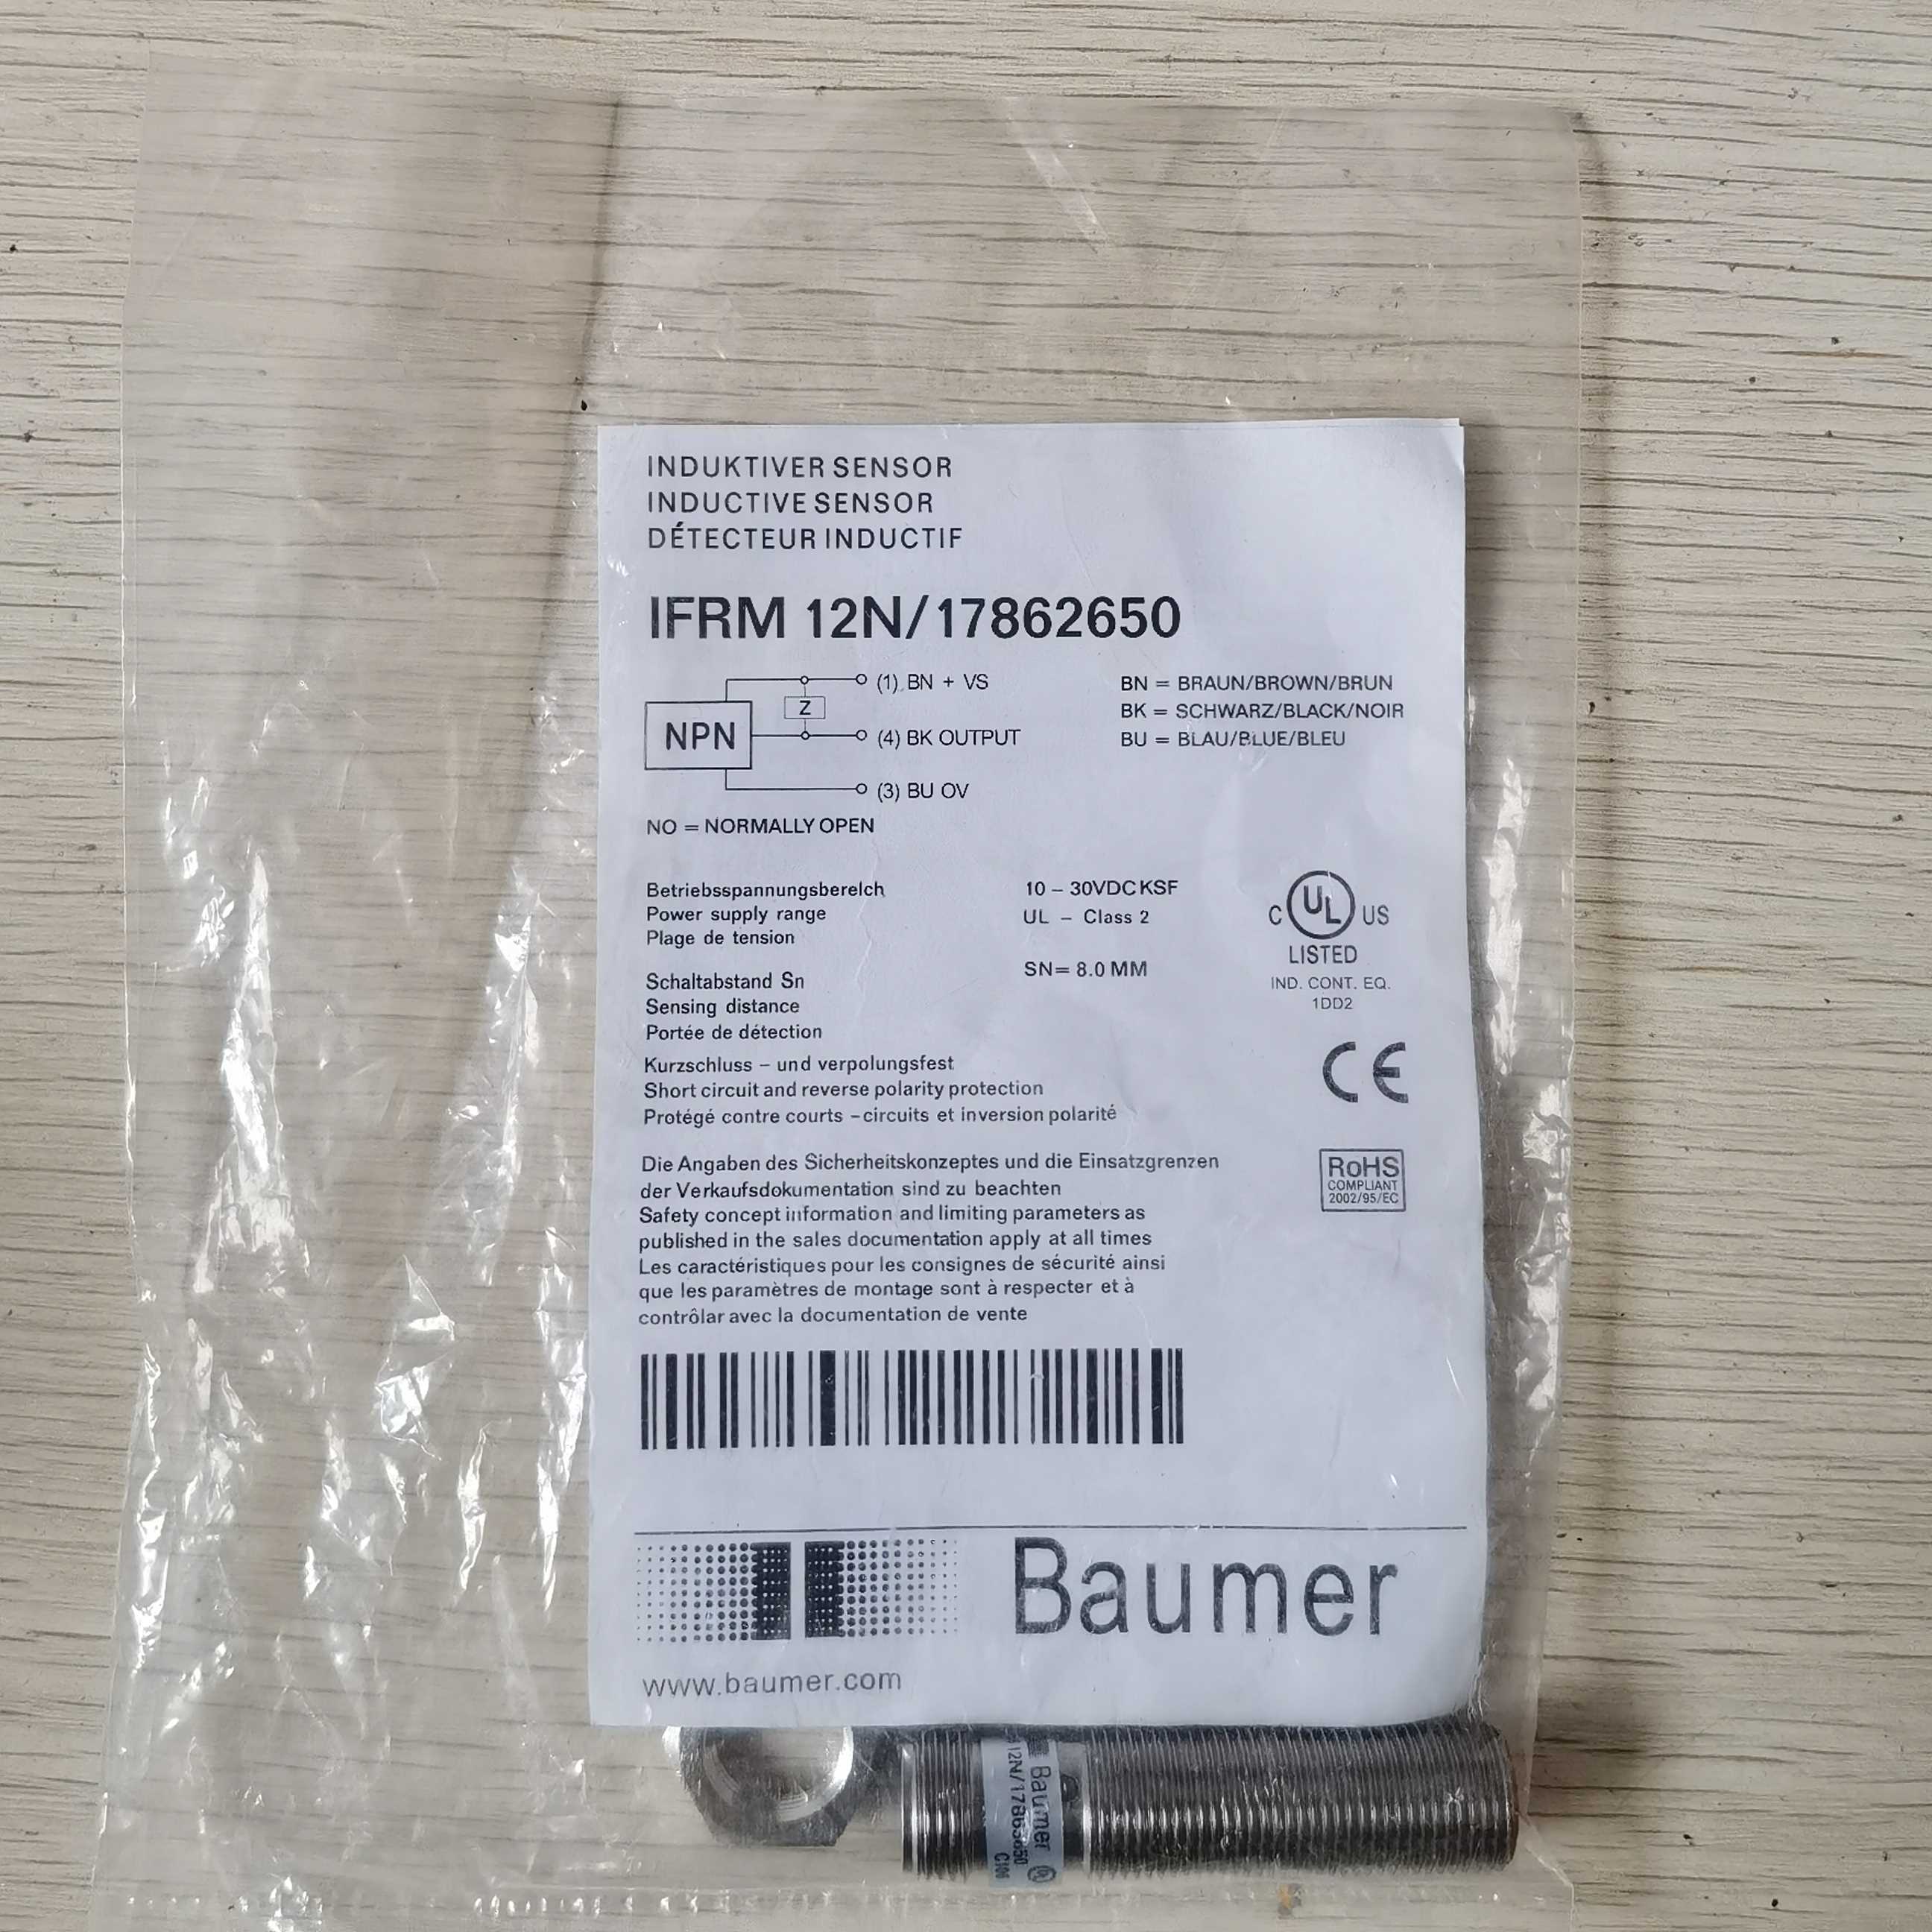 INDUKTIVER SENSOR
INDUCTIVE SENSOR
DÉTECTEUR INDUCTIF
IFRM 12N/17862650
NPN
Z
(1) BN + VS
(4) BK OUTPUT
(3) BU OV
BN = BRAUN/BROWN/BRUN
BK = SCHWARZ/BLACK/NOIR
BU = BLAU/BLUE/BLEU
NO = NORMALLY OPEN
Betriebsspannungsberelch
Power supply range
Plage de tension
10 – 30VDC KSF
UL – Class 2
Schaltabstand Sn
Sensing distance
Portée de détection
SN= 8.0 MM
C UL US
LISTED
IND. CONT. EQ.
1DD2
Kurzschluss – und verpolungsfest
Short circuit and reverse polarity protection
Protégé contre courts –circuits et inversion polarité
CE
Die Angaben des Sicherheitskonzeptes und die Einsatzgrenzen
der Verkaufsdokumentation sind zu beachten
Safety concept information and limiting parameters as
published in the sales documentation apply at all times
Les caractéristiques pour les consignes de sécurité ainsi
que les paramètres de montage sont à respecter et à
contrôlar avec la documentation de vente
RoHS
COMPLIANT
2002/95/EC
Baumer
www.baumer.com
Baumer